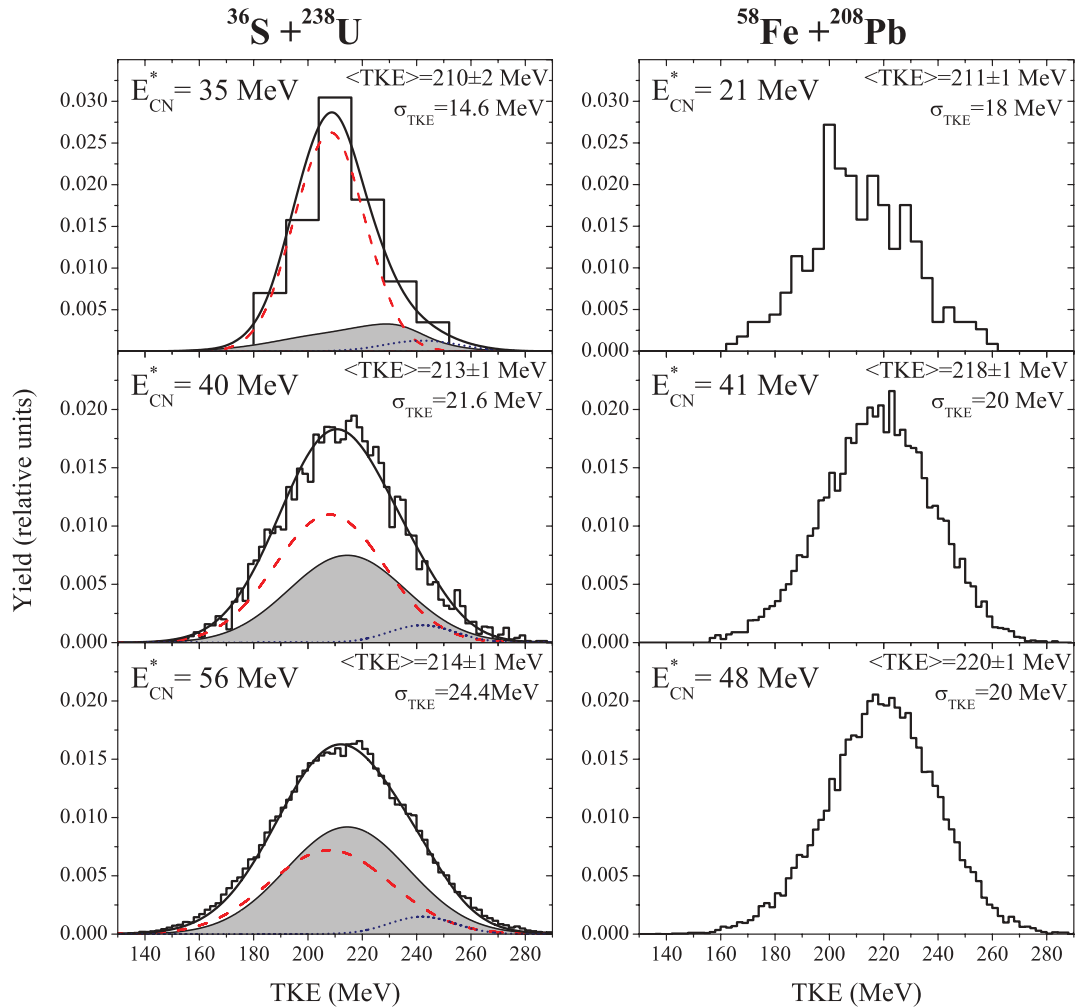 ³⁶S +²³⁸U
⁵⁸Fe +²⁰⁸Pb
Yield (relative units)
E*CN= 35 MeV
<TKE>=210±2 MeV
σTKE=14.6 MeV
0.030
0.025
0.020
0.015
0.010
0.005
0.000
E*CN= 21 MeV
<TKE>=211±1 MeV
σTKE=18 MeV
0.030
0.025
0.020
0.015
0.010
0.005
0.000
E*CN= 40 MeV
<TKE>=213±1 MeV
σTKE=21.6 MeV
0.020
0.015
0.010
0.005
0.000
E*CN= 41 MeV
<TKE>=218±1 MeV
σTKE=20 MeV
0.020
0.015
0.010
0.005
0.000
E*CN= 56 MeV
<TKE>=214±1 MeV
σTKE=24.4MeV
0.020
0.015
0.010
0.005
0.000
140 160 180 200 220 240 260 280
TKE (MeV)
E*CN= 48 MeV
<TKE>=220±1 MeV
σTKE=20 MeV
0.020
0.015
0.010
0.005
0.000
140 160 180 200 220 240 260 280
TKE (MeV)